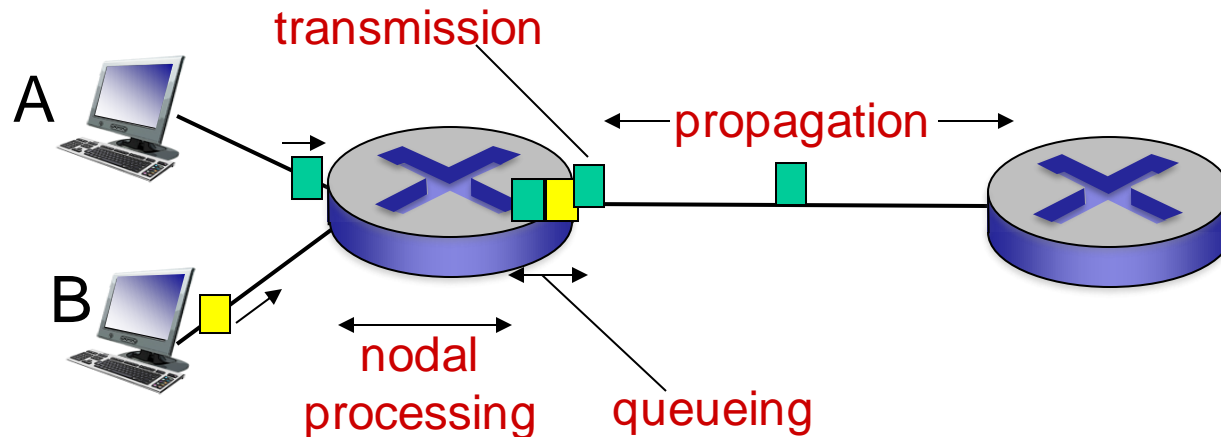 transmission
A
propagation
B
nodal
processing
queueing